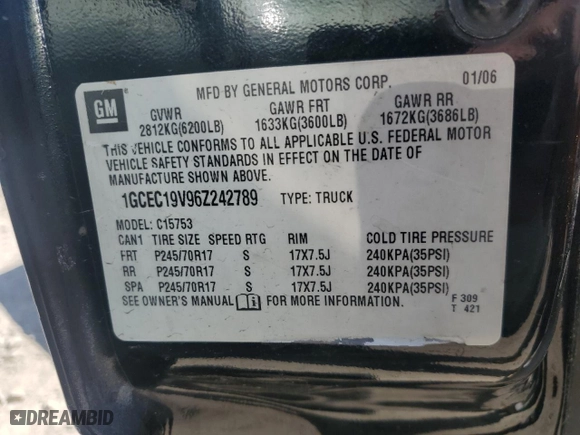 MFD BY GENERAL MOTORS CORP. 01/06
GM
GVWR GAWR FRT GAWR RR
2812KG(6200LB) 1633KG(3600LB) 1672KG(3686LB)
THIS VEHICLE CONFORMS TO ALL APPLICABLE U.S. FEDERAL MOTOR
VEHICLE SAFETY STANDARDS IN EFFECT ON THE DATE OF
MANUFACTURE SHOWN ABOVE.
1GCEC19V96Z242789 TYPE: TRUCK
MODEL: C15753
CAN1 TIRE SIZE SPEED RTG RIM COLD TIRE PRESSURE
FRT P245/70R17 S 17X7.5J 240KPA(35PSI)
RR P245/70R17 S 17X7.5J 240KPA(35PSI)
SPA P245/70R17 S 17X7.5J 240KPA(35PSI)
SEE OWNER'S MANUAL FOR MORE INFORMATION.
F 309
T 421
DREAMBID